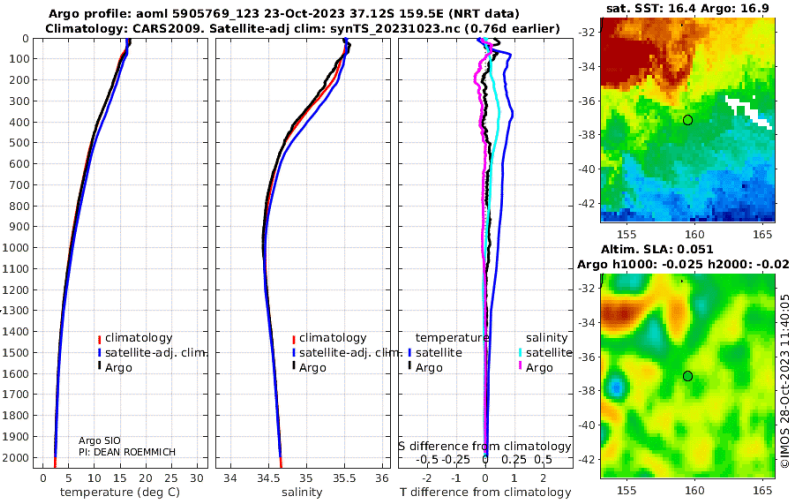 Argo profile: aoml 5905769_123 23-Oct-2023 37.12S 159.5E (NRT data)
Climatology: CARS2009. Satellite-adj clim: synTS_20231023.nc (0.76d earlier)
sat. SST: 16.4 Argo: 16.9
0
100
200
300
400
500
600
700
800
900
1000
1100
1200
1300
1400
1500
1600
1700
1800
1900
2000
climatology
satellite-adj. clim.
Argo
Argo SIO
PI: DEAN ROEMMICH
0 5 10 15 20 25 30
temperature (deg C)
climatology
satellite-adj. clim.
Argo
34 34.5 35 35.5 36
salinity
temperature
satellite
Argo
salinity
satellite
Argo
S difference from climatology
-0.5 -0.25 0 0.25 0.5
-2 -1 0 1 2
T difference from climatology
-32
-34
-36
-38
-40
-42
155 160 165
Altim. SLA: 0.051
Argo h1000: -0.025 h2000: -0.02
-32
-34
-36
-38
-40
-42
155 160 165
©IMOS 28-Oct-2023 11:40:05